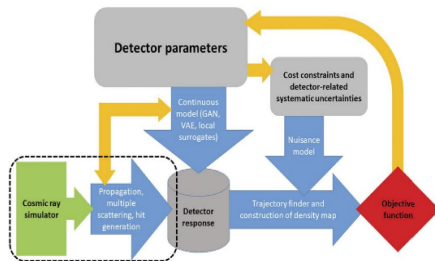 Detector parameters
Continuous
model (GAN,
VAE, local
surrogates)
Cost constraints and
detector-related
systematic uncertainties
Nuisance
model
Cosmic ray
simulator
Propagation,
multiple
scattering, hit
generation
Detector
response
Trajectory finder and
construction of density map
Objective
function